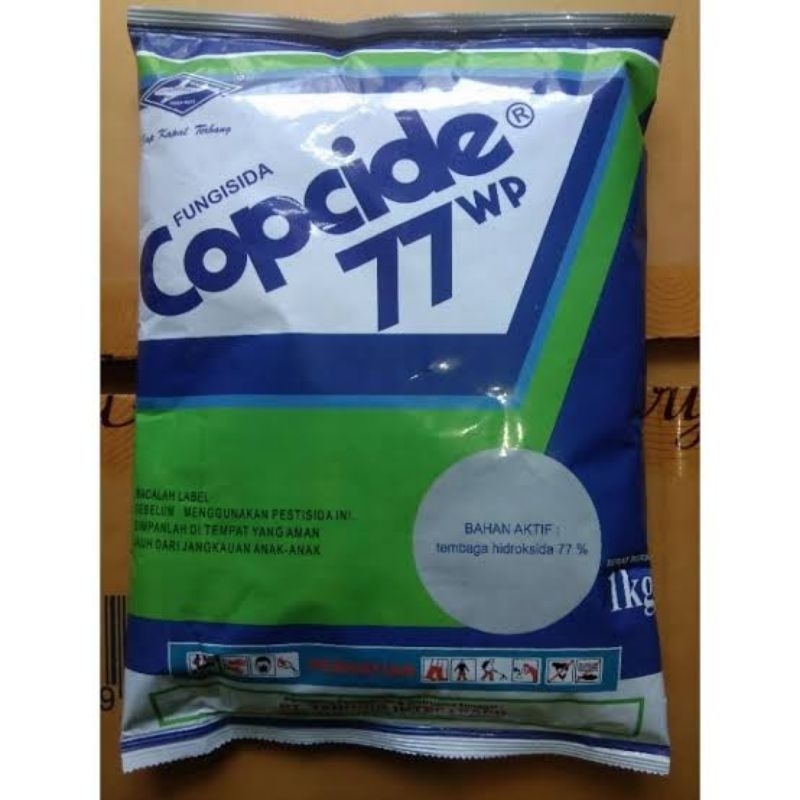 Cap Kapal Terbang
FUNGISIDA
Copcide®
77 WP
BACALAH LABEL
SEBELUM MENGGUNAKAN PESTISIDA INI.
SIMPANLAH DI TEMPAT YANG AMAN
JAUH DARI JANGKAUAN ANAK-ANAK
BAHAN AKTIF :
tembaga hidroksida 77 %
1kg
9